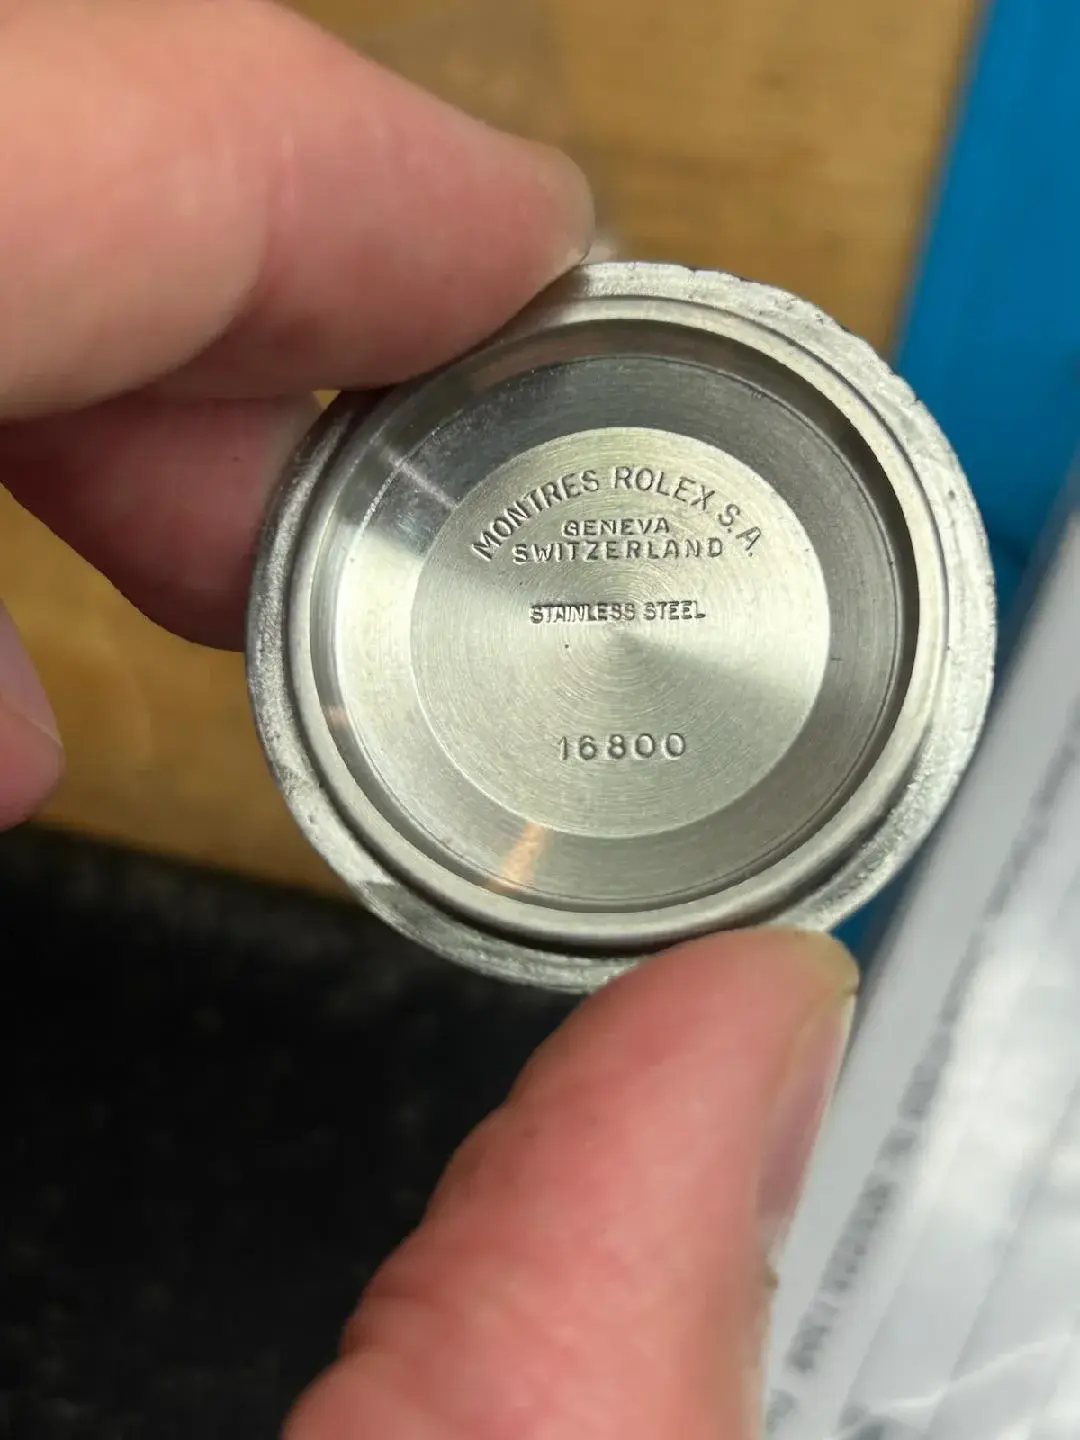 MONTRES ROLEX S.A.
GENEVA
SWITZERLAND
STAINLESS STEEL
16800